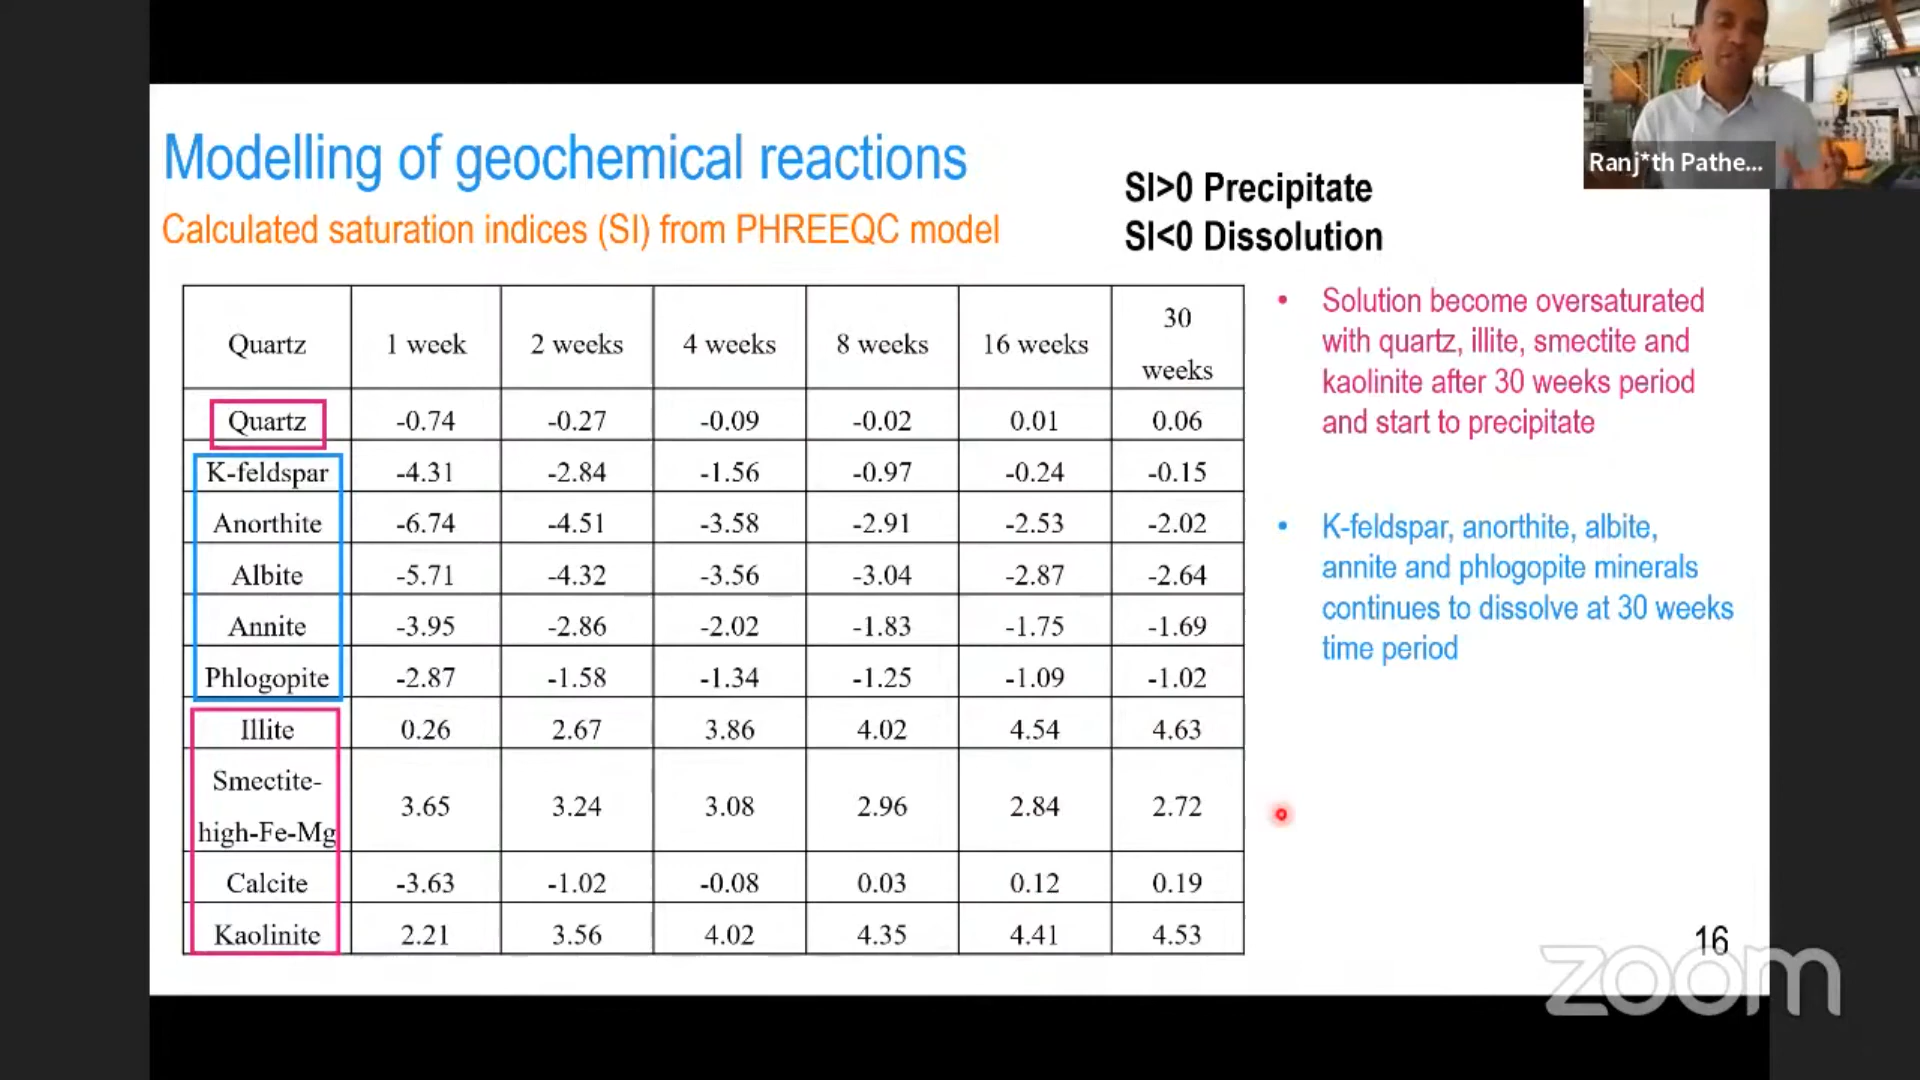 Modelling of geochemical reactions
Calculated saturation indices (SI) from PHREEQC model
SI>0 Precipitate
SI<0 Dissolution
Ranj*th Pathe...
Quartz 1 week 2 weeks 4 weeks 8 weeks 16 weeks 30 weeks
Quartz -0.74 -0.27 -0.09 -0.02 0.01 0.06
K-feldspar -4.31 -2.84 -1.56 -0.97 -0.24 -0.15
Anorthite -6.74 -4.51 -3.58 -2.91 -2.53 -2.02
Albite -5.71 -4.32 -3.56 -3.04 -2.87 -2.64
Annite -3.95 -2.86 -2.02 -1.83 -1.75 -1.69
Phlogopite -2.87 -1.58 -1.34 -1.25 -1.09 -1.02
Illite 0.26 2.67 3.86 4.02 4.54 4.63
Smectite-
high-Fe-Mg 3.65 3.24 3.08 2.96 2.84 2.72
Calcite -3.63 -1.02 -0.08 0.03 0.12 0.19
Kaolinite 2.21 3.56 4.02 4.35 4.41 4.53
• Solution become oversaturated
with quartz, illite, smectite and
kaolinite after 30 weeks period
and start to precipitate
• K-feldspar, anorthite, albite,
annite and phlogopite minerals
continues to dissolve at 30 weeks
time period
16
zoom